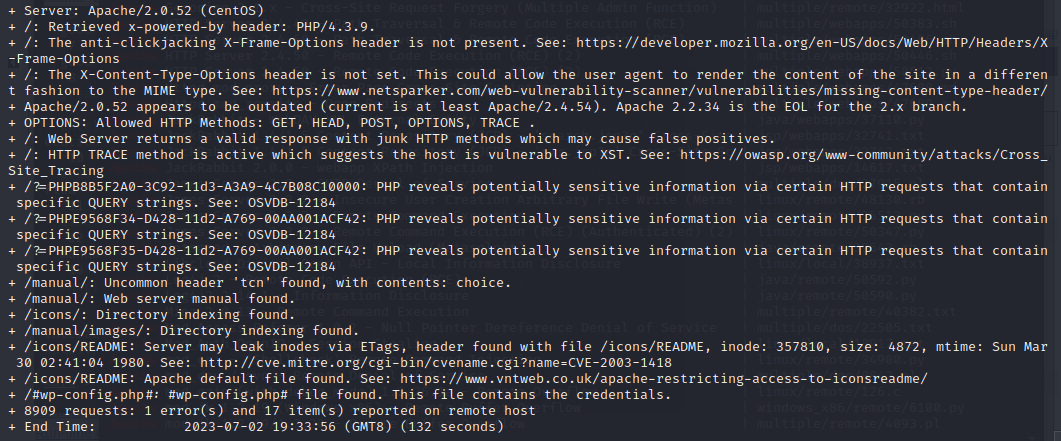 + Server: Apache/2.0.52 (CentOS)
+ /: Retrieved x-powered-by header: PHP/4.3.9.
+ /: The anti-clickjacking X-Frame-Options header is not present. See: https://developer.mozilla.org/en-US/docs/Web/HTTP/Headers/X
-Frame-Options
+ /: The X-Content-Type-Options header is not set. This could allow the user agent to render the content of the site in a differen
t fashion to the MIME type. See: https://www.netsparker.com/web-vulnerability-scanner/vulnerabilities/missing-content-type-header/
+ Apache/2.0.52 appears to be outdated (current is at least Apache/2.4.54). Apache 2.2.34 is the EOL for the 2.x branch.
+ OPTIONS: Allowed HTTP Methods: GET, HEAD, POST, OPTIONS, TRACE .
+ /: Web Server returns a valid response with junk HTTP methods which may cause false positives.
+ /: HTTP TRACE method is active which suggests the host is vulnerable to XST. See: https://owasp.org/www-community/attacks/Cross_
Site_Tracing
+ /?=PHPB8B5F2A0-3C92-11d3-A3A9-4C7B08C10000: PHP reveals potentially sensitive information via certain HTTP requests that contain
specific QUERY strings. See: OSVDB-12184
+ /?=PHPE9568F34-D428-11d2-A769-00AA001ACF42: PHP reveals potentially sensitive information via certain HTTP requests that contain
specific QUERY strings. See: OSVDB-12184
+ /?=PHPE9568F35-D428-11d2-A769-00AA001ACF42: PHP reveals potentially sensitive information via certain HTTP requests that contain
specific QUERY strings. See: OSVDB-12184
+ /manual/: Uncommon header 'tcn' found, with contents: choice.
+ /manual/: Web server manual found.
+ /icons/: Directory indexing found.
+ /manual/images/: Directory indexing found.
+ /icons/README: Server may leak inodes via ETags, header found with file /icons/README, inode: 357810, size: 4872, mtime: Sun Mar
30 02:41:04 1980. See: http://cve.mitre.org/cgi-bin/cvename.cgi?name=CVE-2003-1418
+ /icons/README: Apache default file found. See: https://www.vntweb.co.uk/apache-restricting-access-to-iconsreadme/
+ /#wp-config.php#: #wp-config.php# file found. This file contains the credentials.
+ 8909 requests: 1 error(s) and 17 item(s) reported on remote host
+ End Time: 2023-07-02 19:33:56 (GMT8) (132 seconds)